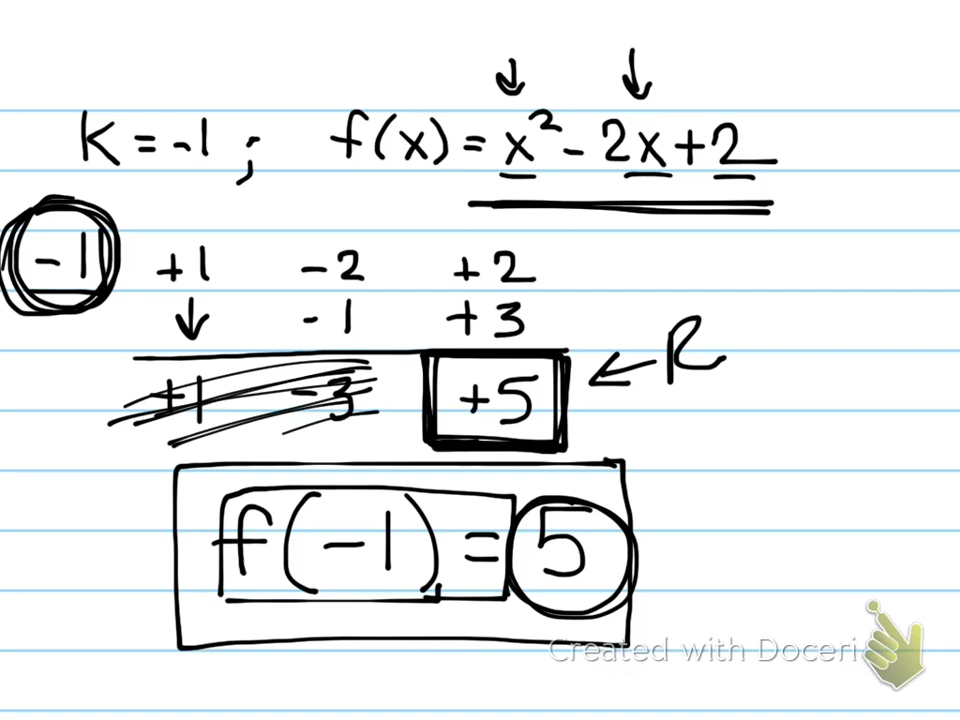 ↓ ↓
K = -1 ; f(x) = x² - 2x + 2
-1 +1 -2 +2
↓ -1 +3
+1 -3 +5 ← R
f(-1) = 5
Created with Doceri